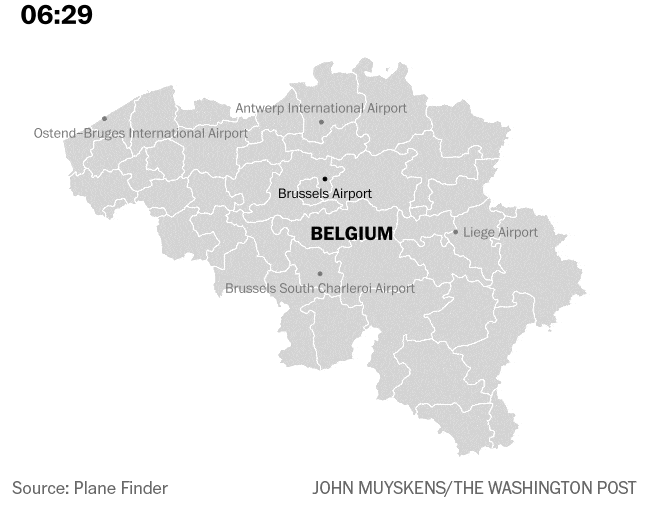 06:29
Antwerp International Airport
Ostend–Bruges International Airport
Brussels Airport
BELGIUM
Liege Airport
Brussels South Charleroi Airport
Source: Plane Finder
JOHN MUYSKENS/THE WASHINGTON POST